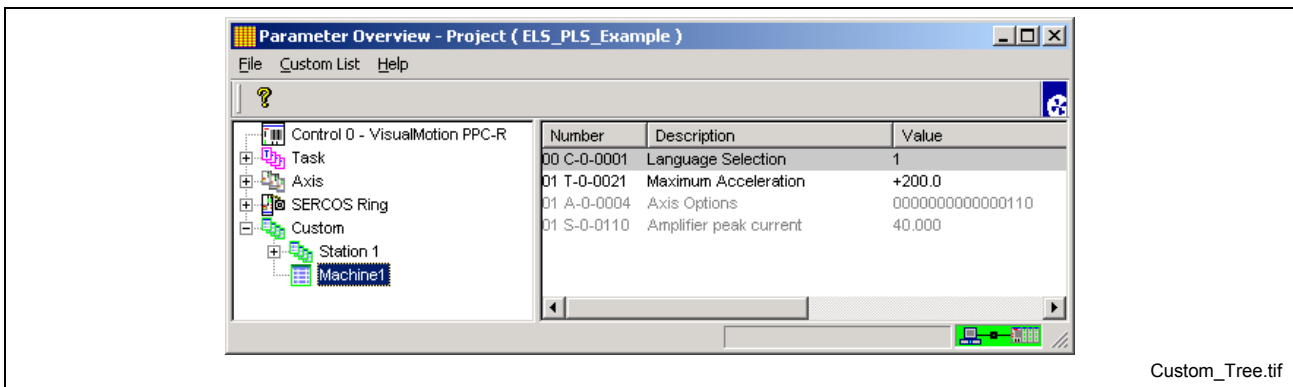 Parameter Overview - Project ( ELS_PLS_Example )
File Custom List Help
Control 0 - VisualMotion PPC-R
Task
Axis
SERCOS Ring
Custom
Station 1
Machine1
Number Description Value
00 C-0-0001 Language Selection 1
01 T-0-0021 Maximum Acceleration +200.0
01 A-0-0004 Axis Options 0000000000000110
01 S-0-0110 Amplifier peak current 40.000
Custom_Tree.tif